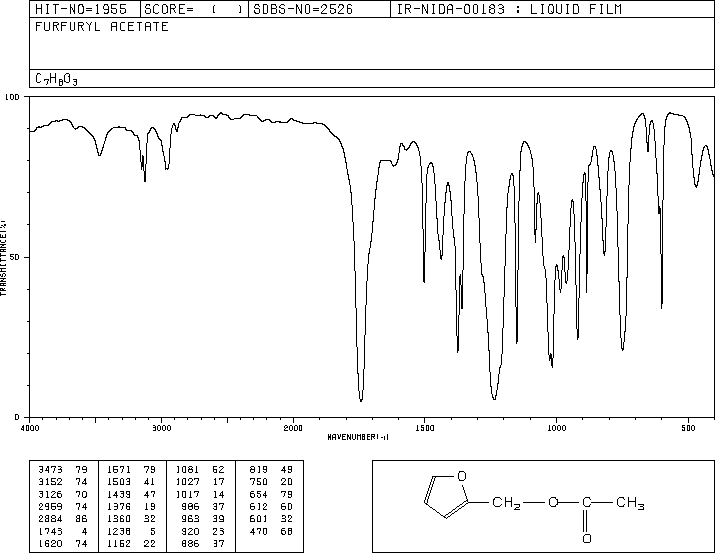 HIT-NO=1955 SCORE= ( ) SDBS-NO=2526 IR-NIDA-00183 : LIQUID FILM
FURFURYL ACETATE
C7H8O3
100
50
0
TRANSMITTANCE(%)
4000 3000 2000 1500 1000 500
WAVENUMBER(-1)
3473 79 1571 79 1081 52 819 49
3152 74 1503 41 1027 17 750 20
3126 70 1439 47 1017 14 654 79
2959 74 1376 19 986 37 612 60
2884 86 1360 32 963 39 601 32
1743 4 1238 5 920 23 470 68
1620 74 1152 22 886 37
O
CH2 O C CH3
O